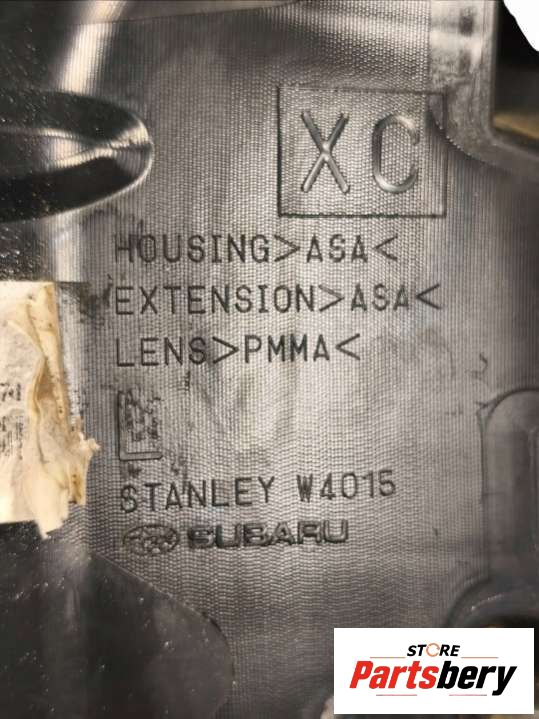 XC
HOUSING>ASA<
EXTENSION>ASA<
LENS>PMMA<
R
STANLEY W4015
SUBARU
STORE
Partsbery